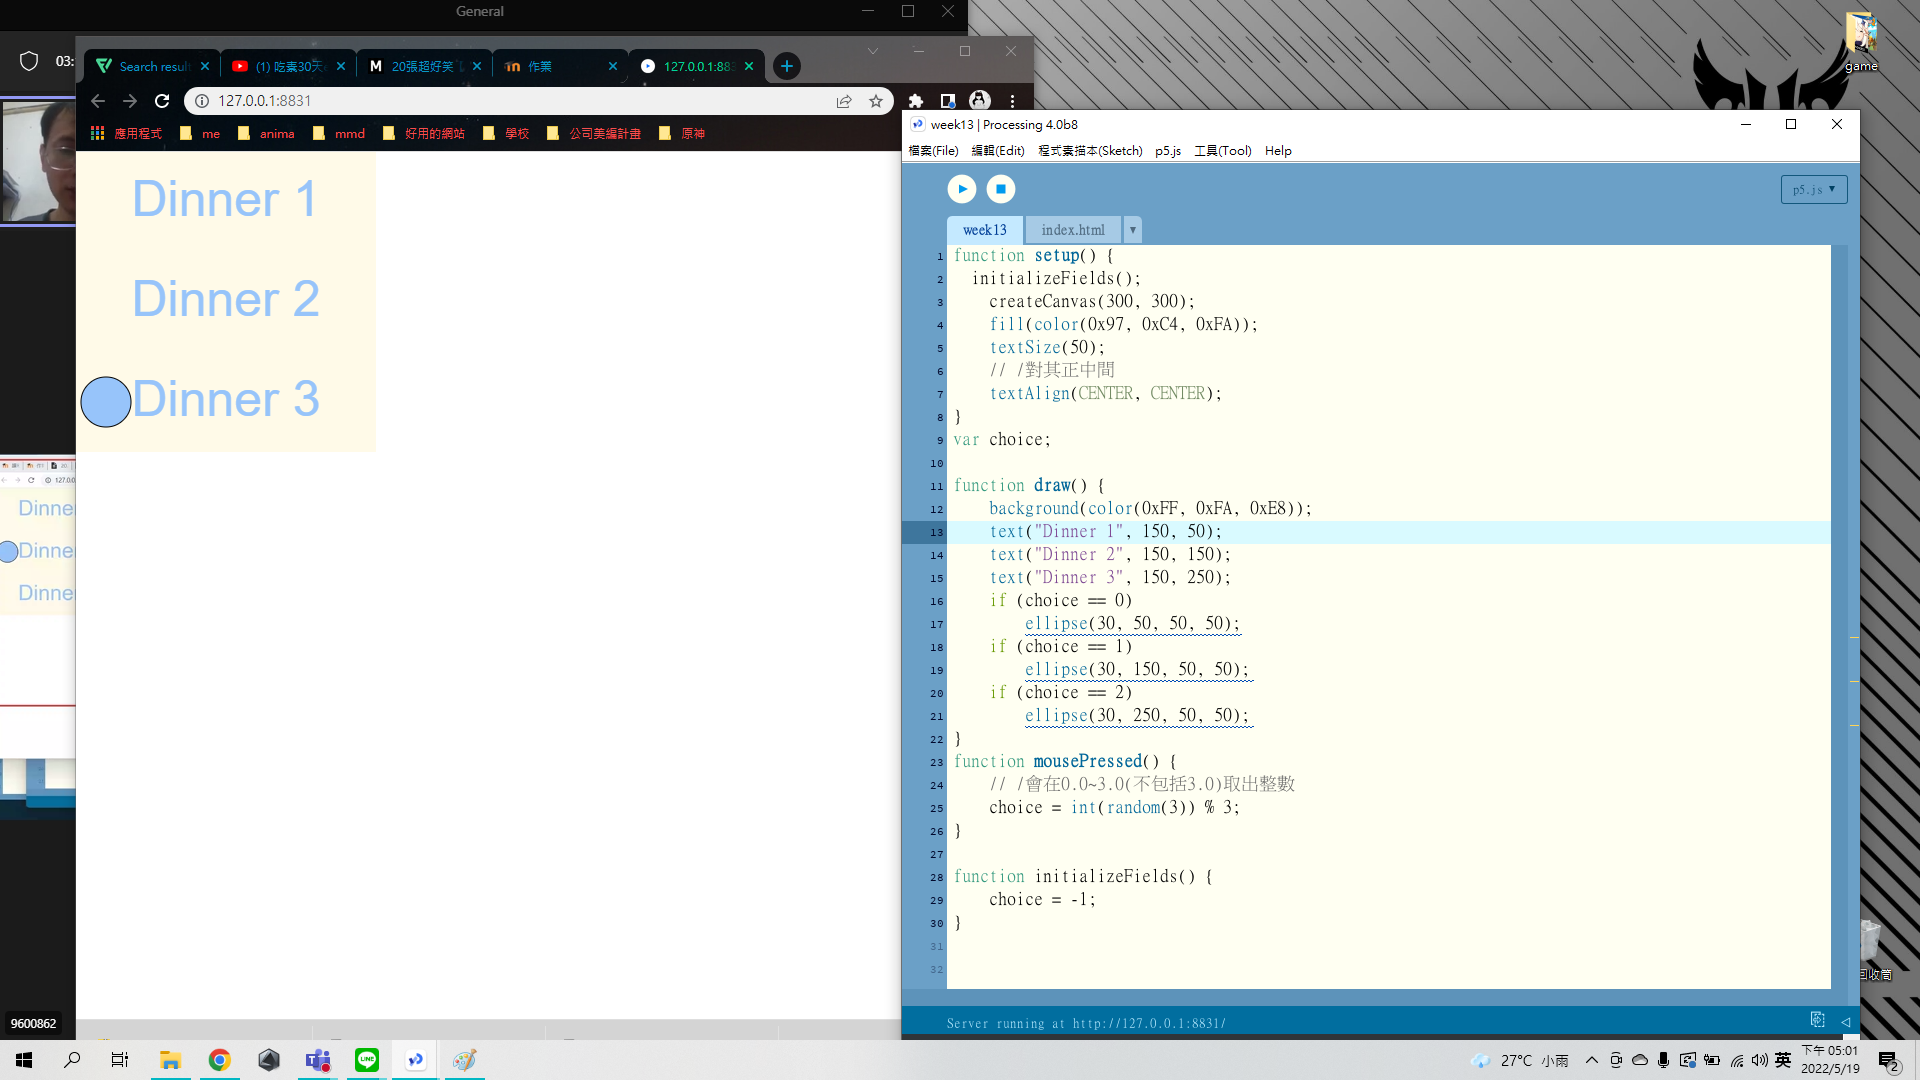 General
03:
Search result
(1) 吃素30天
20張超好笑
作業
127.0.0.1:883
127.0.0.1:8831
應用程式
me
anima
mmd
好用的網站
學校
公司美編計畫
原神
Dinner 1
Dinner 2
Dinner 3
Dinne
Dinne
Dinne
9600862
game
week13 | Processing 4.0b8
檔案(File) 編輯(Edit) 程式素描本(Sketch) p5.js 工具(Tool) Help
p5.js ▼
week13 index.html ▼
1 function setup() {
2 initializeFields();
3 createCanvas(300, 300);
4 fill(color(0x97, 0xC4, 0xFA));
5 textSize(50);
6 // /對其正中間
7 textAlign(CENTER, CENTER);
8 }
9 var choice;
10
11 function draw() {
12 background(color(0xFF, 0xFA, 0xE8));
13 text("Dinner 1", 150, 50);
14 text("Dinner 2", 150, 150);
15 text("Dinner 3", 150, 250);
16 if (choice == 0)
17 ellipse(30, 50, 50, 50);
18 if (choice == 1)
19 ellipse(30, 150, 50, 50);
20 if (choice == 2)
21 ellipse(30, 250, 50, 50);
22 }
23 function mousePressed() {
24 // /會在0.0~3.0(不包括3.0)取出整數
25 choice = int(random(3)) % 3;
26 }
27
28 function initializeFields() {
29 choice = -1;
30 }
31
32
Server running at http://127.0.0.1:8831/
回收筒
27°C 小雨
英
下午 05:01
2022/5/19
2